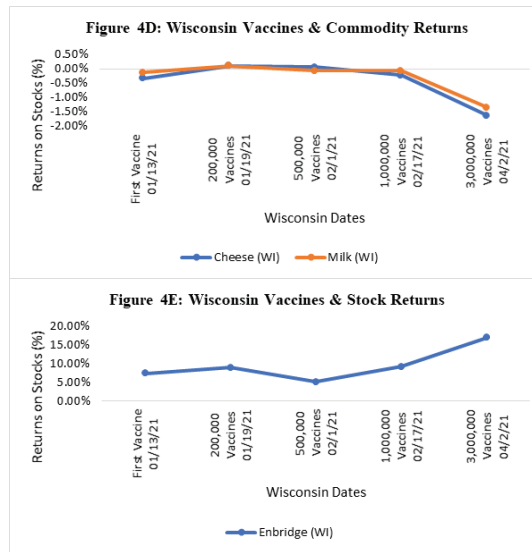 Figure 4D: Wisconsin Vaccines & Commodity Returns
Returns on Stocks (%)
0.50%
0.00%
-0.50%
-1.00%
-1.50%
-2.00%
First Vaccine
01/13/21
200,000
Vaccines
01/19/21
500,000
Vaccines
02/1/21
1,000,000
Vaccines
02/17/21
3,000,000
Vaccines
04/2/21
Wisconsin Dates
Cheese (WI)
Milk (WI)
Figure 4E: Wisconsin Vaccines & Stock Returns
Returns on Stocks (%)
20.00%
15.00%
10.00%
5.00%
0.00%
First Vaccine
01/13/21
200,000
Vaccines
01/19/21
500,000
Vaccines
02/1/21
1,000,000
Vaccines
02/17/21
3,000,000
Vaccines
04/2/21
Wisconsin Dates
Enbridge (WI)